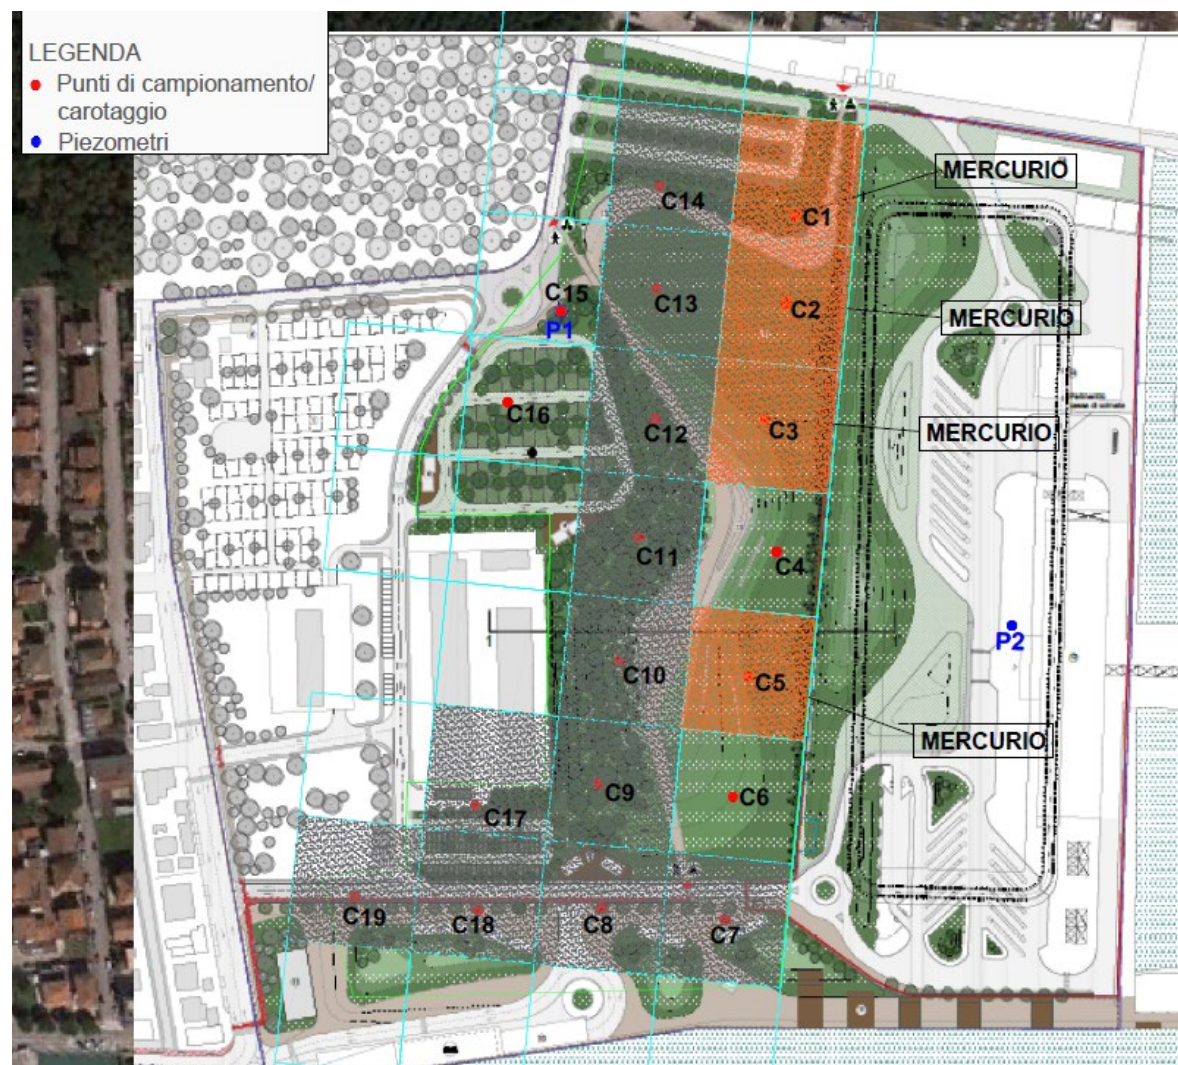 LEGENDA
Punti di campionamento/
carotaggio
Piezometri
MERCURIO
C14
C1
C15
C13
C2
MERCURIO
P1
C16
C12
C3
MERCURIO
C11
C4
P2
C10
C5
MERCURIO
C9
C6
C17
C19
C18
C8
C7
1